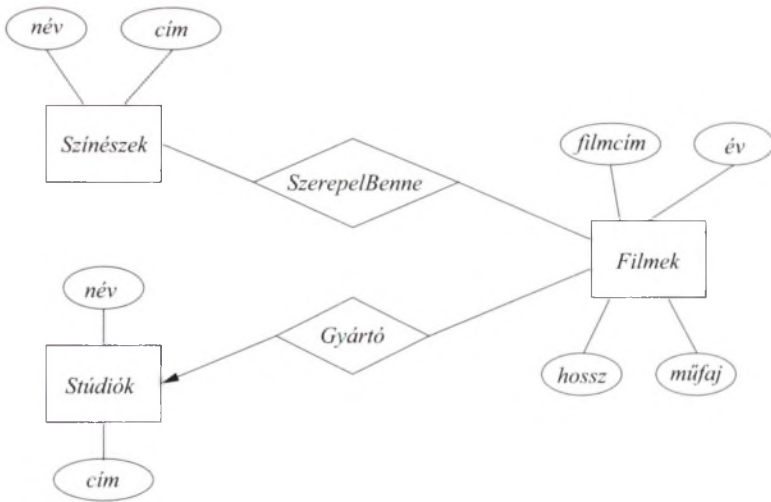 név
cím
Színészek
SzerepelBenne
filmcím
év
Filmek
név
Gyártó
Stúdiók
hossz
műfaj
cím